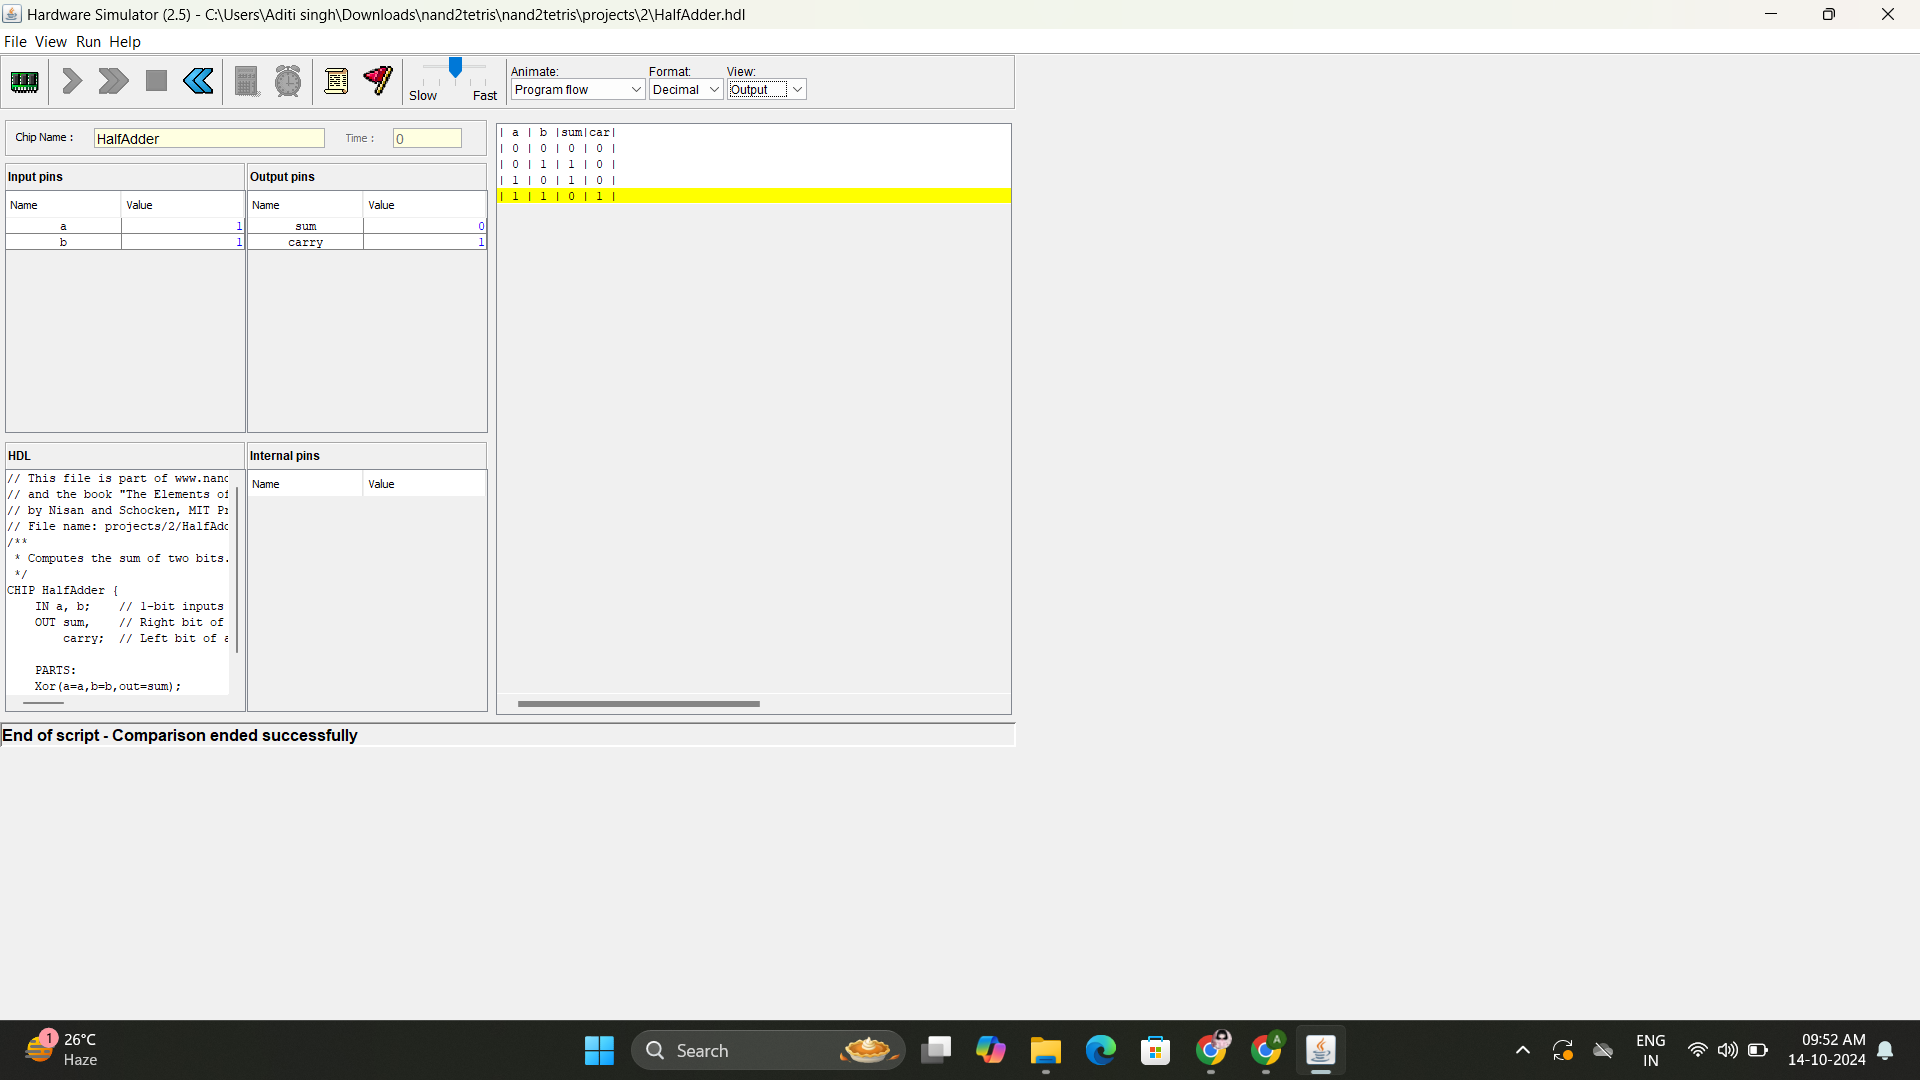 Hardware Simulator (2.5) - C:\Users\Aditi singh\Downloads\nand2tetris\nand2tetris\projects\2\HalfAdder.hdl
File View Run Help
Slow Fast
Animate: Format: View:
Program flow Decimal Output
Chip Name : HalfAdder Time : 0
Input pins
Name Value
a 1
b 1
Output pins
Name Value
sum 0
carry 1
| a | b |sum|car|
| 0 | 0 | 0 | 0 |
| 0 | 1 | 1 | 0 |
| 1 | 0 | 1 | 0 |
| 1 | 1 | 0 | 1 |
HDL
// This file is part of www.nand
// and the book "The Elements of
// by Nisan and Schocken, MIT Pr
// File name: projects/2/HalfAdd
/**
* Computes the sum of two bits.
*/
CHIP HalfAdder {
IN a, b; // 1-bit inputs
OUT sum, // Right bit of
carry; // Left bit of a
PARTS:
Xor(a=a,b=b,out=sum);
Internal pins
Name Value
End of script - Comparison ended successfully
1
26°C
Haze
Search
A
ENG
IN
09:52 AM
14-10-2024